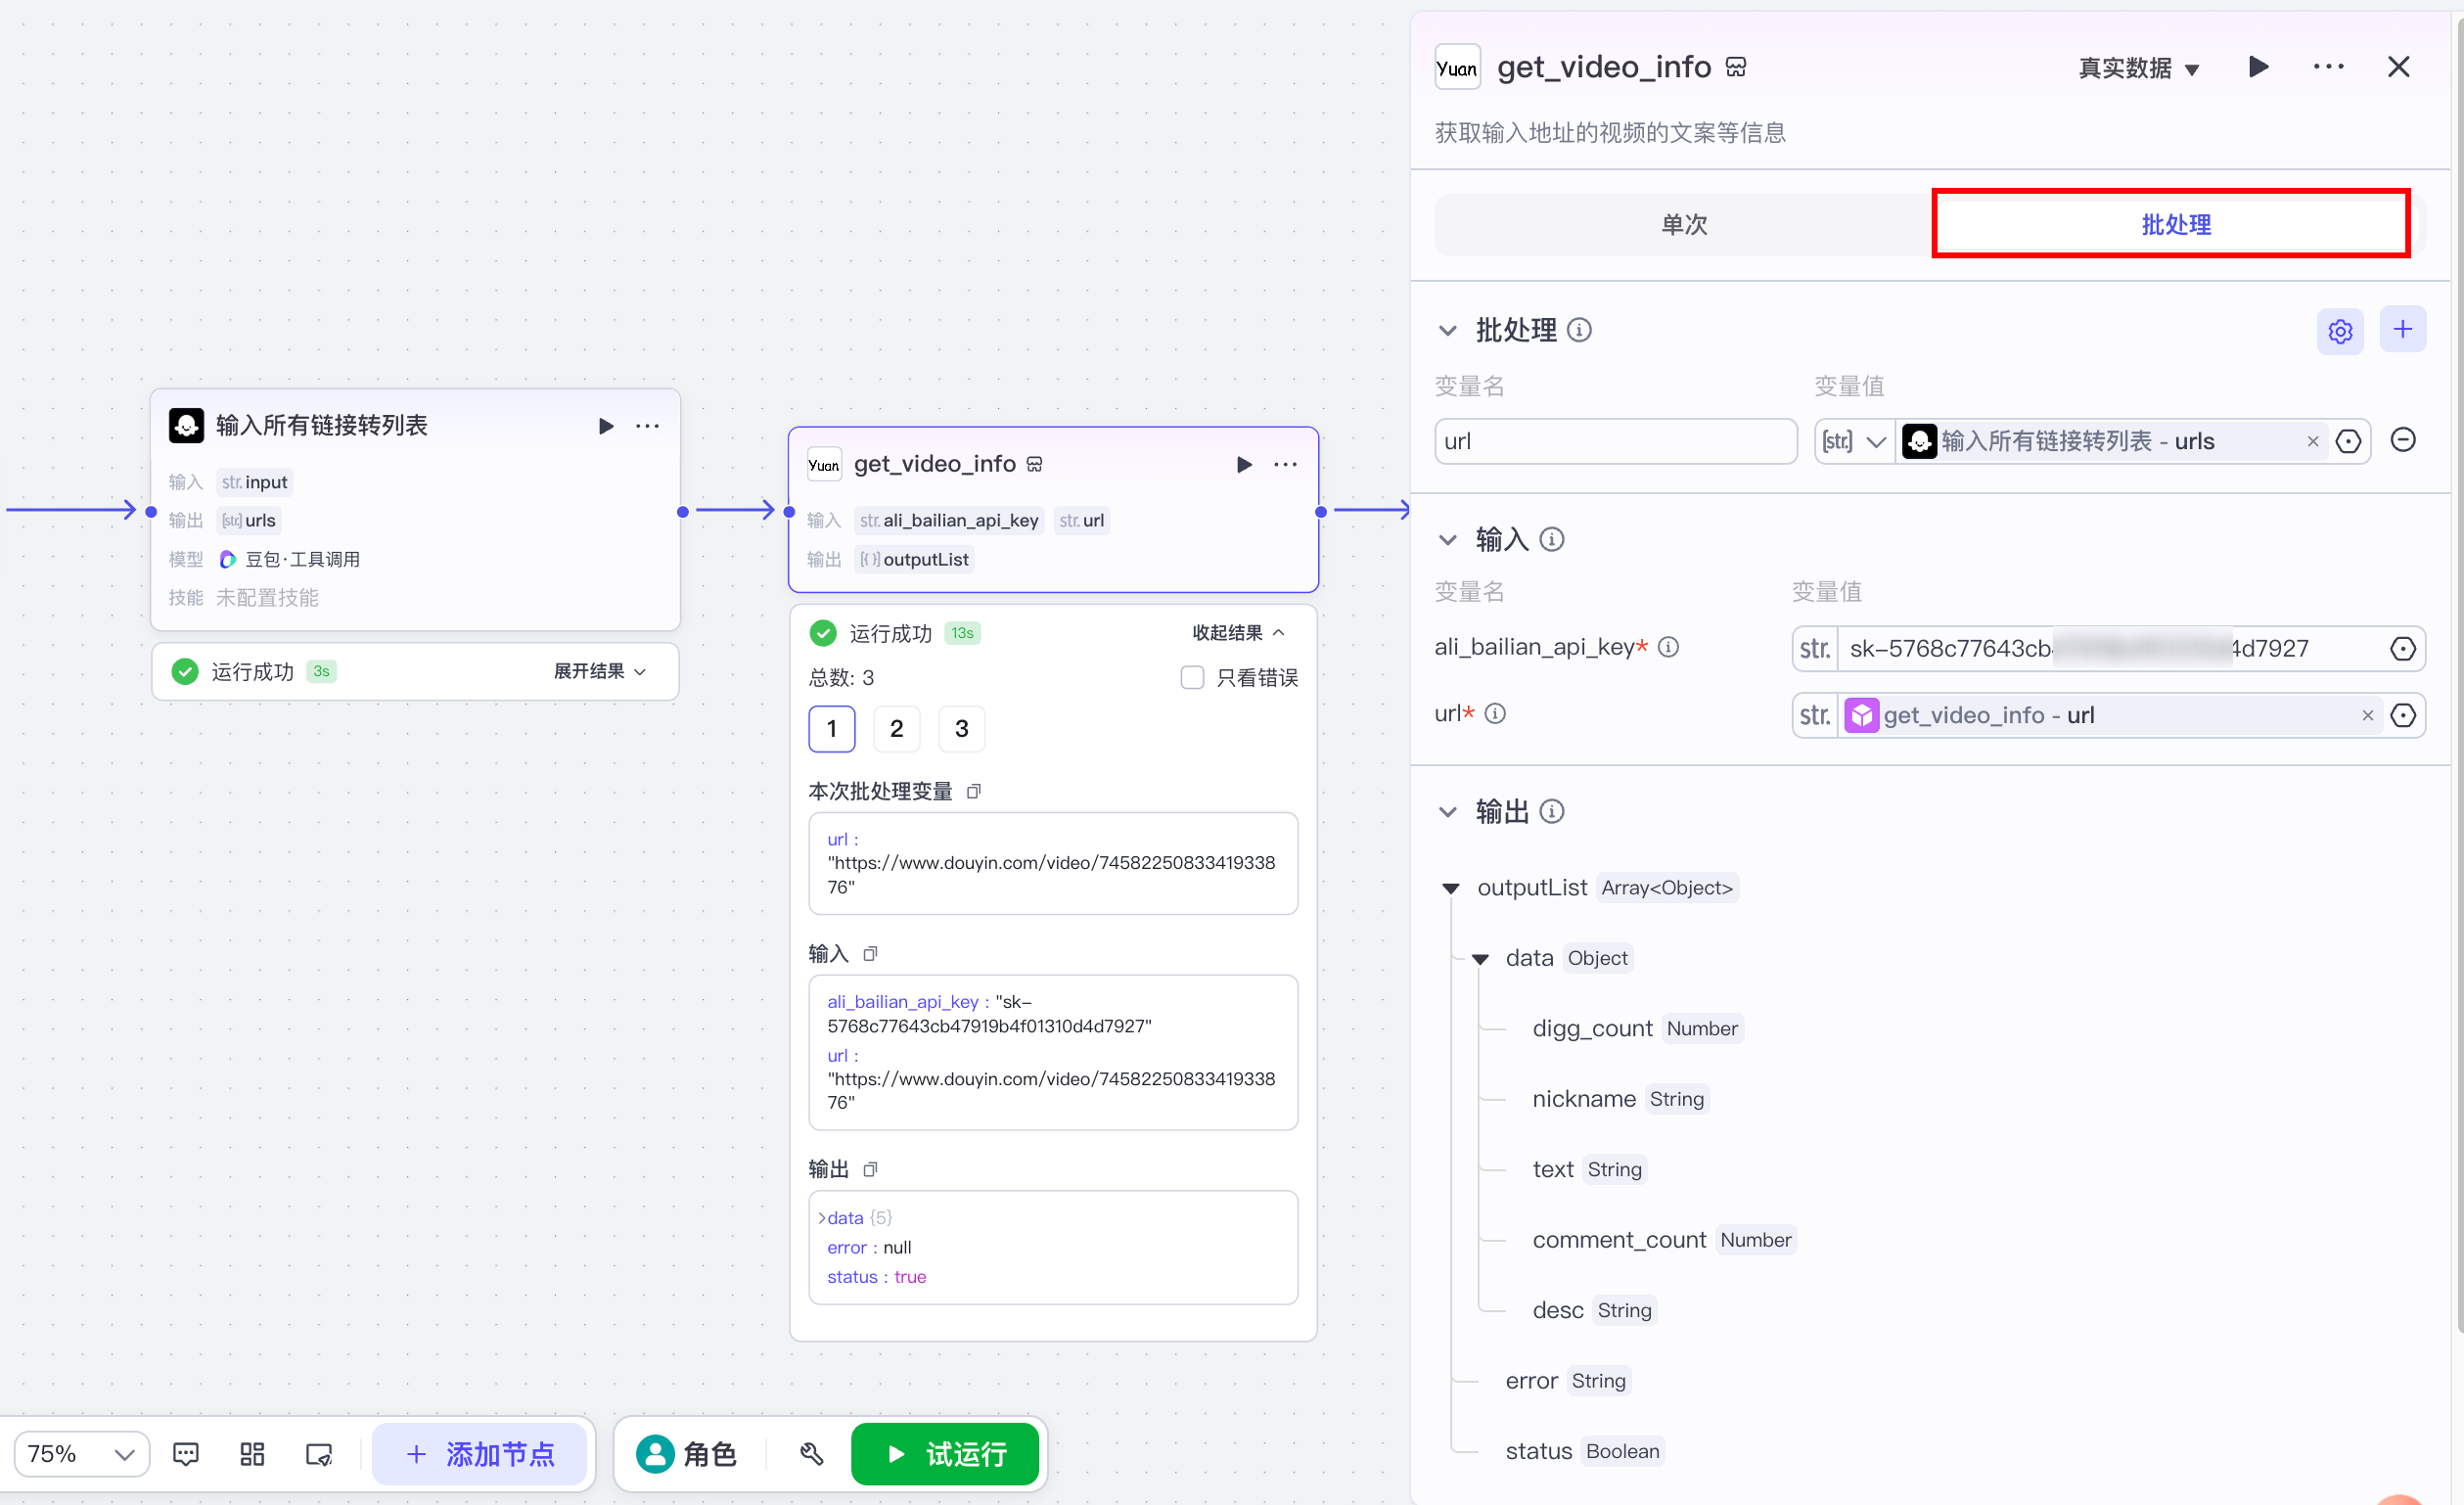 输入所有链接转列表
输入 str. input
输出 [str.] urls
模型 豆包·工具调用
技能 未配置技能
运行成功 3s 展开结果
Yuan get_video_info
输入 str. ali_bailian_api_key str. url
输出 [{}] outputList
运行成功 13s 收起结果
总数: 3 只看错误
1 2 3
本次批处理变量
url :
"https://www.douyin.com/video/74582250833419338
76"
输入
ali_bailian_api_key : "sk-
5768c77643cb47919b4f01310d4d7927"
url :
"https://www.douyin.com/video/74582250833419338
76"
输出
data {5}
error : null
status : true
75% 添加节点 角色 试运行
Yuan get_video_info 真实数据
获取输入地址的视频的文案等信息
单次 批处理
批处理
变量名 变量值
url [str.] 输入所有链接转列表 - urls
输入
变量名 变量值
ali_bailian_api_key* str. sk-5768c77643cb 4d7927
url* str. get_video_info - url
输出
outputList Array<Object>
data Object
digg_count Number
nickname String
text String
comment_count Number
desc String
error String
status Boolean